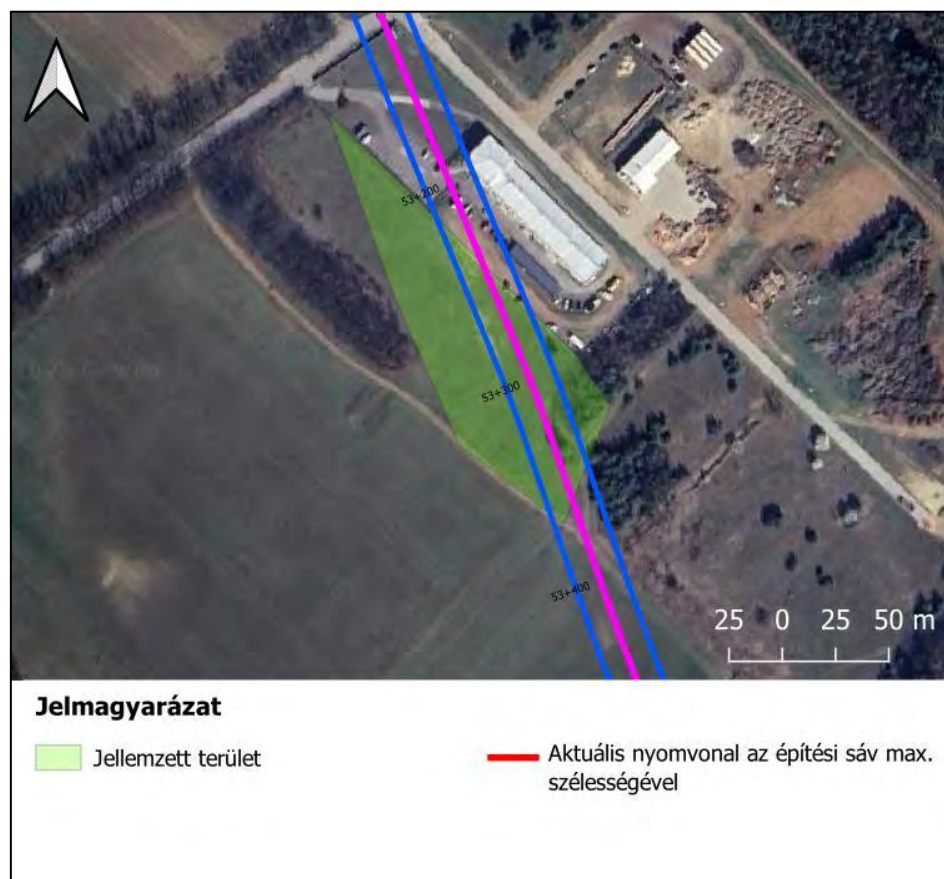 53+200
53+300
53+400
25 0 25 50 m
Jelmagyarázat
Jellemzett terület
Aktuális nyomvonal az építési sáv max.
szélességével